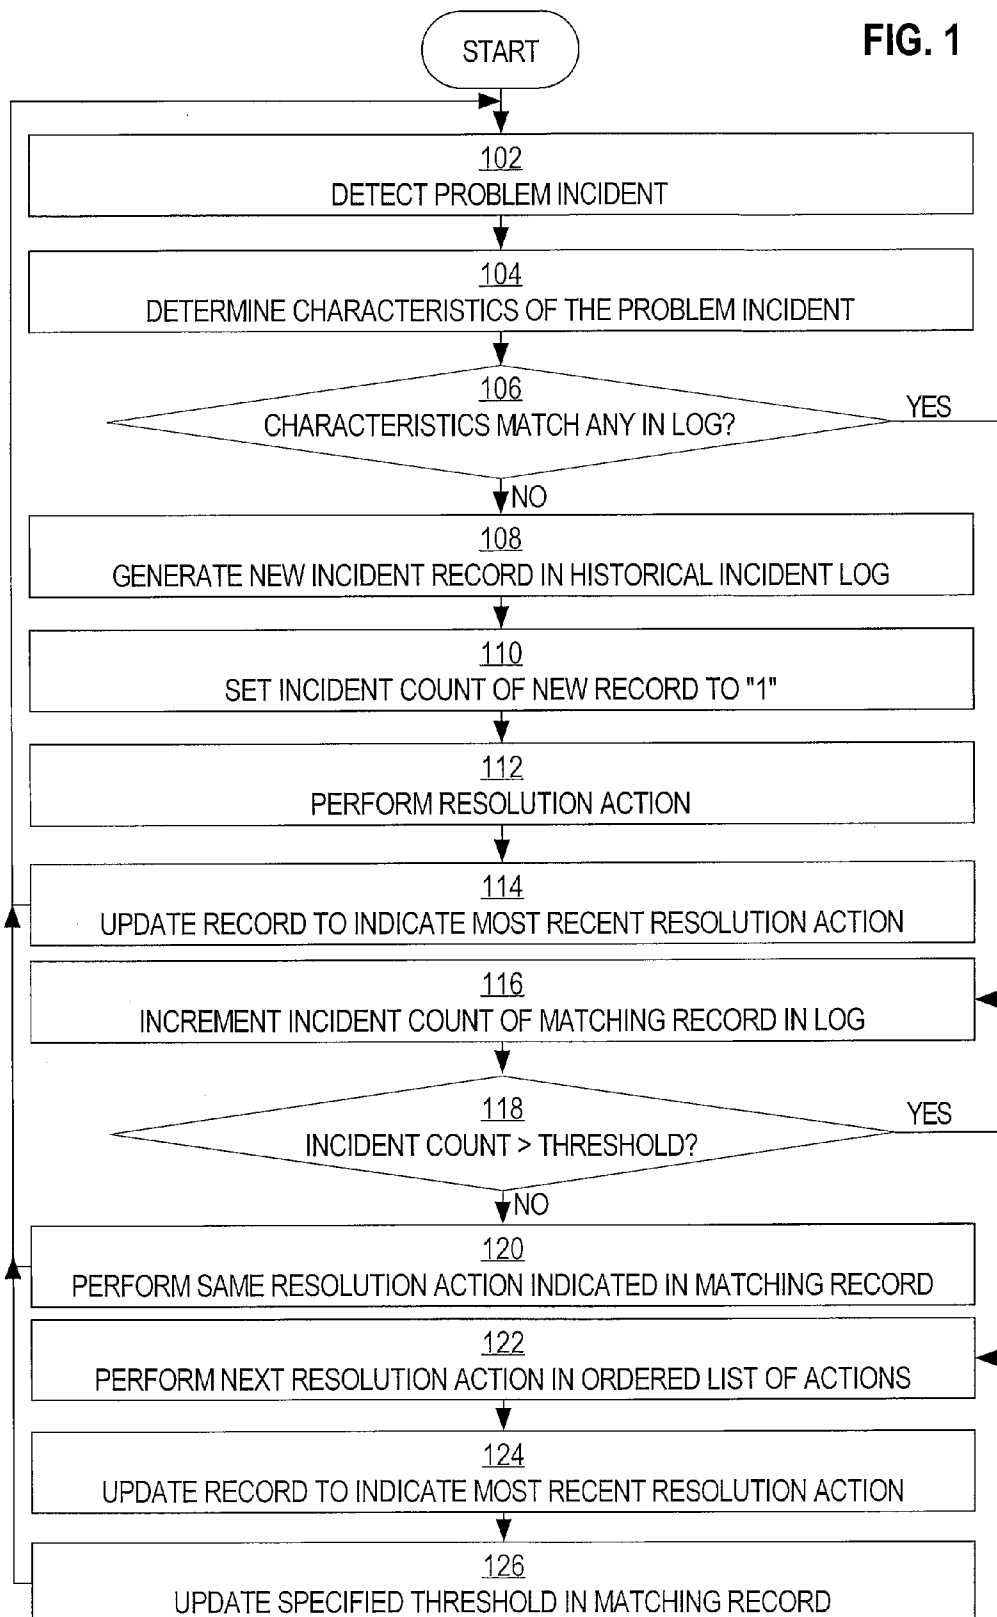 FIG. 1
START
102
DETECT PROBLEM INCIDENT
104
DETERMINE CHARACTERISTICS OF THE PROBLEM INCIDENT
106
CHARACTERISTICS MATCH ANY IN LOG?
YES
NO
108
GENERATE NEW INCIDENT RECORD IN HISTORICAL INCIDENT LOG
110
SET INCIDENT COUNT OF NEW RECORD TO "1"
112
PERFORM RESOLUTION ACTION
114
UPDATE RECORD TO INDICATE MOST RECENT RESOLUTION ACTION
116
INCREMENT INCIDENT COUNT OF MATCHING RECORD IN LOG
118
INCIDENT COUNT > THRESHOLD?
YES
NO
120
PERFORM SAME RESOLUTION ACTION INDICATED IN MATCHING RECORD
122
PERFORM NEXT RESOLUTION ACTION IN ORDERED LIST OF ACTIONS
124
UPDATE RECORD TO INDICATE MOST RECENT RESOLUTION ACTION
126
UPDATE SPECIFIED THRESHOLD IN MATCHING RECORD